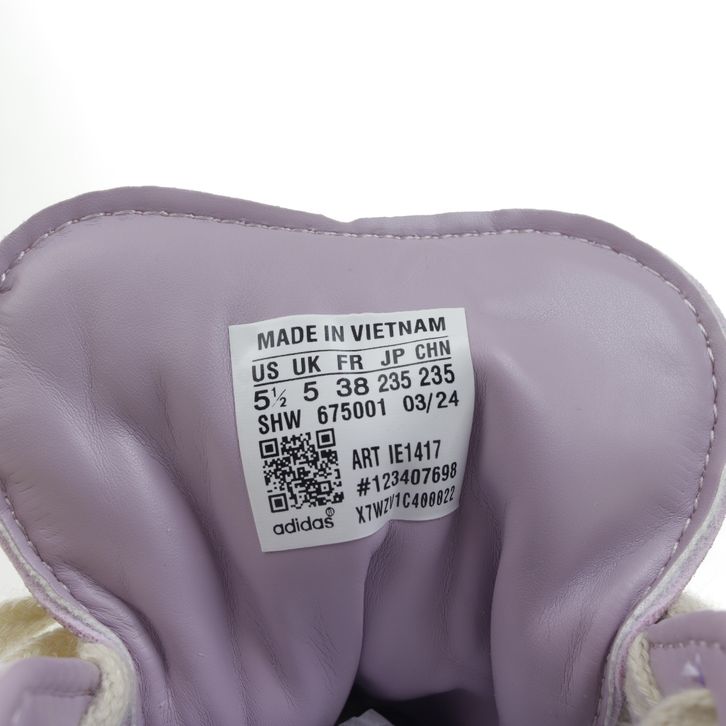 MADE IN VIETNAM
US UK FR JP CHN
5½ 5 38 235 235
SHW 675001 03/24
ART IE1417
#123407698
adidas®